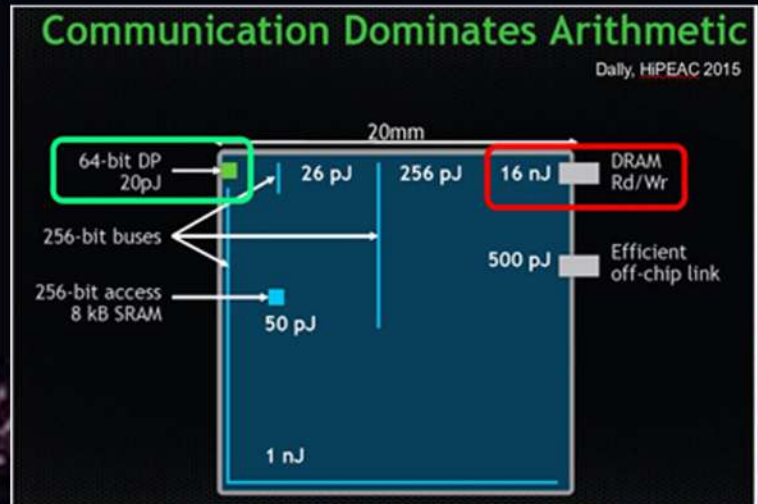 Communication Dominates Arithmetic
Dally, HiPEAC 2015
20mm
64-bit DP
20pJ
26 pJ
256 pJ
16 nJ
DRAM
Rd/Wr
256-bit buses
500 pJ
Efficient
off-chip link
256-bit access
8 kB SRAM
50 pJ
1 nJ